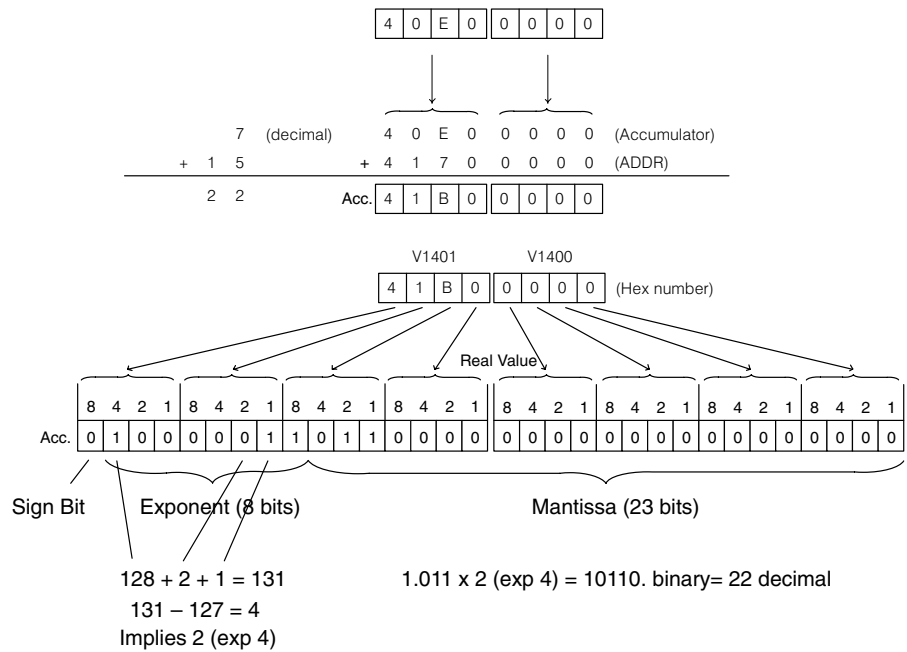 4 0 E 0 0 0 0 0
7 (decimal) 4 0 E 0 0 0 0 0 (Accumulator)
+ 1 5 + 4 1 7 0 0 0 0 0 (ADDR)
2 2 Acc. 4 1 B 0 0 0 0 0
V1401 V1400
4 1 B 0 0 0 0 0 (Hex number)
Real Value
8 4 2 1 8 4 2 1 8 4 2 1 8 4 2 1 8 4 2 1 8 4 2 1 8 4 2 1 8 4 2 1
Acc. 0 1 0 0 0 0 0 1 1 0 1 1 0 0 0 0 0 0 0 0 0 0 0 0 0 0 0 0 0 0 0 0
Sign Bit Exponent (8 bits) Mantissa (23 bits)
128 + 2 + 1 = 131 1.011 x 2 (exp 4) = 10110. binary= 22 decimal
131 – 127 = 4
Implies 2 (exp 4)